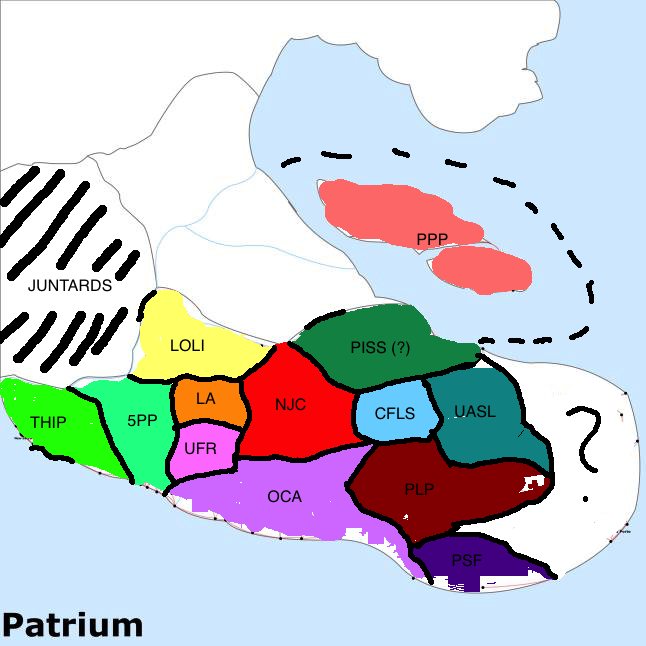 PPP
JUNTARDS
LOLI
PISS (?)
LA
NJC
CFLS
UASL
THIP
5PP
?
UFR
PLP
OCA
PSF
Patrium